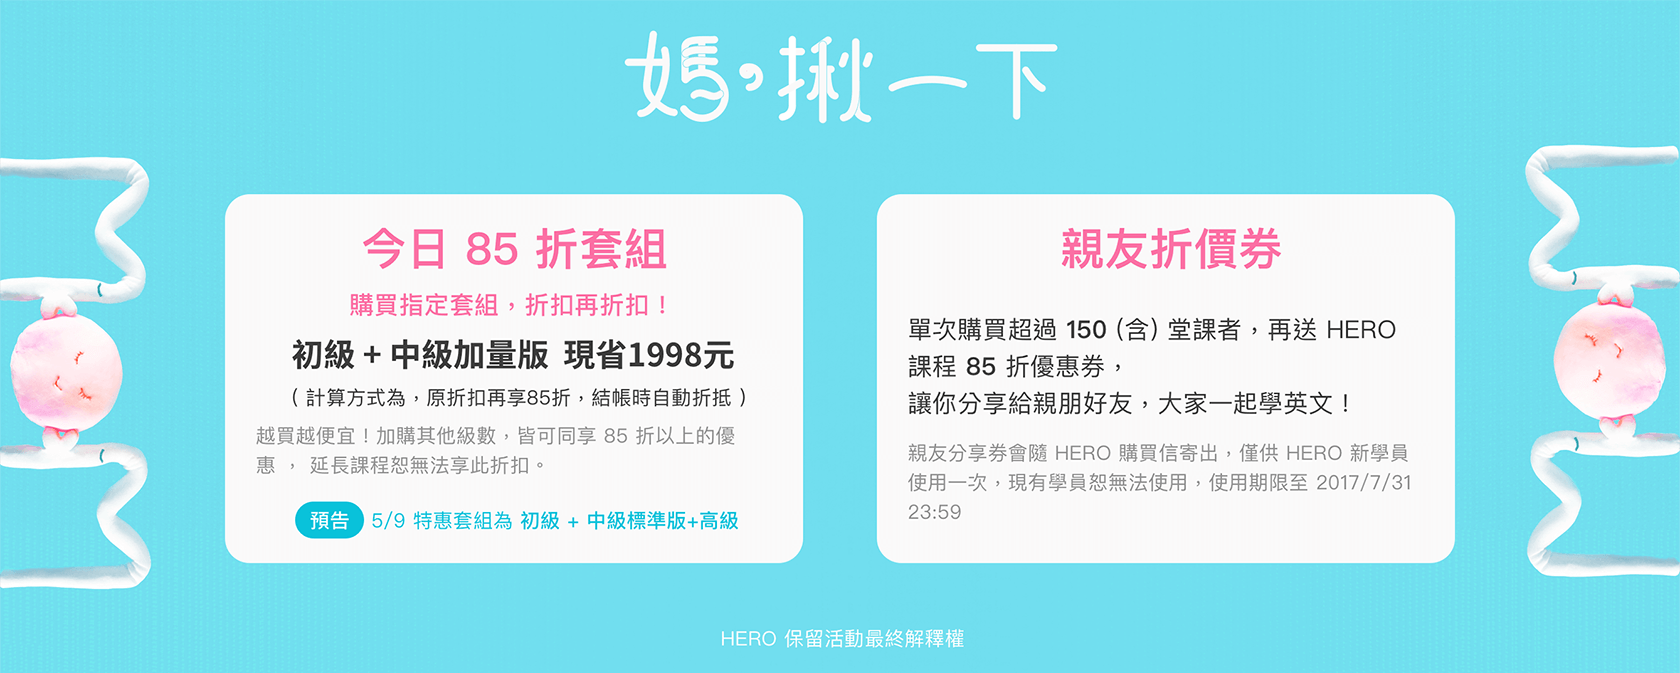 媽，揪一下
今日 85 折套組
購買指定套組，折扣再折扣！
初級 + 中級加量版 現省1998元
( 計算方式為，原折扣再享85折，結帳時自動折抵 )
越買越便宜！加購其他級數，皆可同享 85 折以上的優
惠 ， 延長課程恕無法享此折扣。
預告 5/9 特惠套組為 初級 + 中級標準版+高級
親友折價券
單次購買超過 150 (含) 堂課者，再送 HERO
課程 85 折優惠券，
讓你分享給親朋好友，大家一起學英文！
親友分享券會隨 HERO 購買信寄出，僅供 HERO 新學員
使用一次，現有學員恕無法使用，使用期限至 2017/7/31
23:59
HERO 保留活動最終解釋權